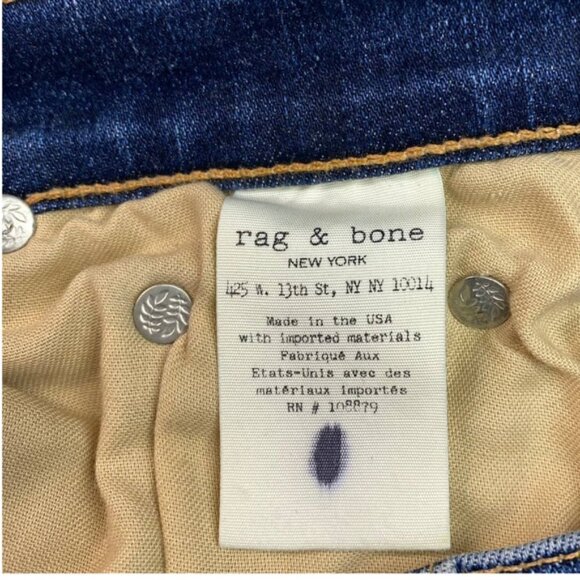 rag & bone
NEW YORK
425 W. 13th St, NY NY 10014
Made in the USA
with imported materials
Fabriqué Aux
Etats-Unis avec des
matériaux importés
RN # 108879